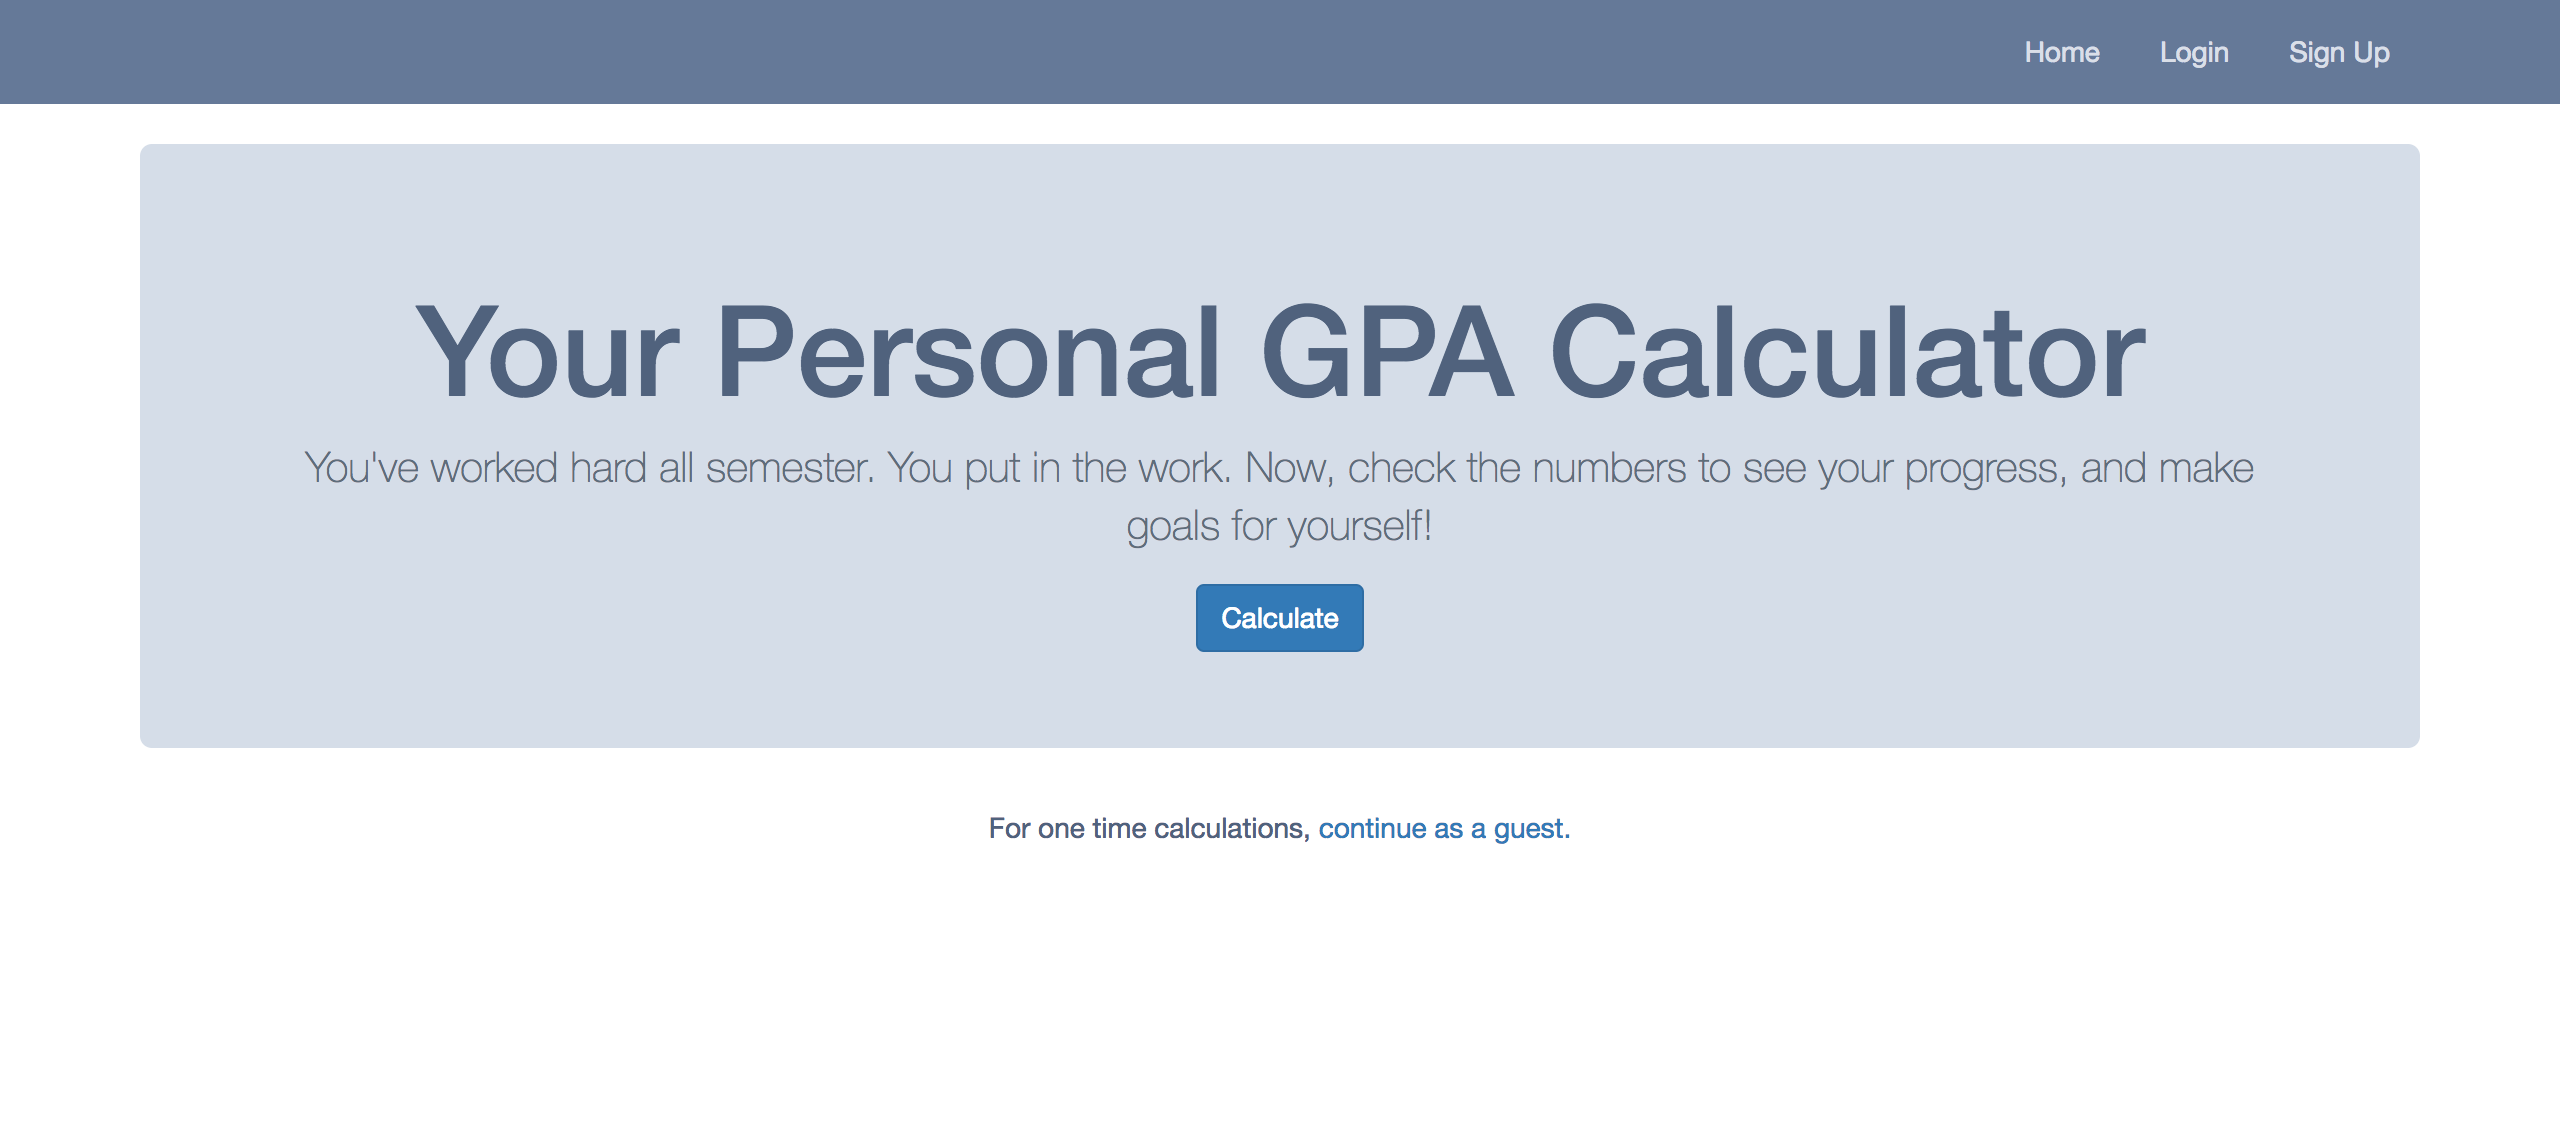 Home Login Sign Up
Your Personal GPA Calculator
You've worked hard all semester. You put in the work. Now, check the numbers to see your progress, and make
goals for yourself!
Calculate
For one time calculations, continue as a guest.